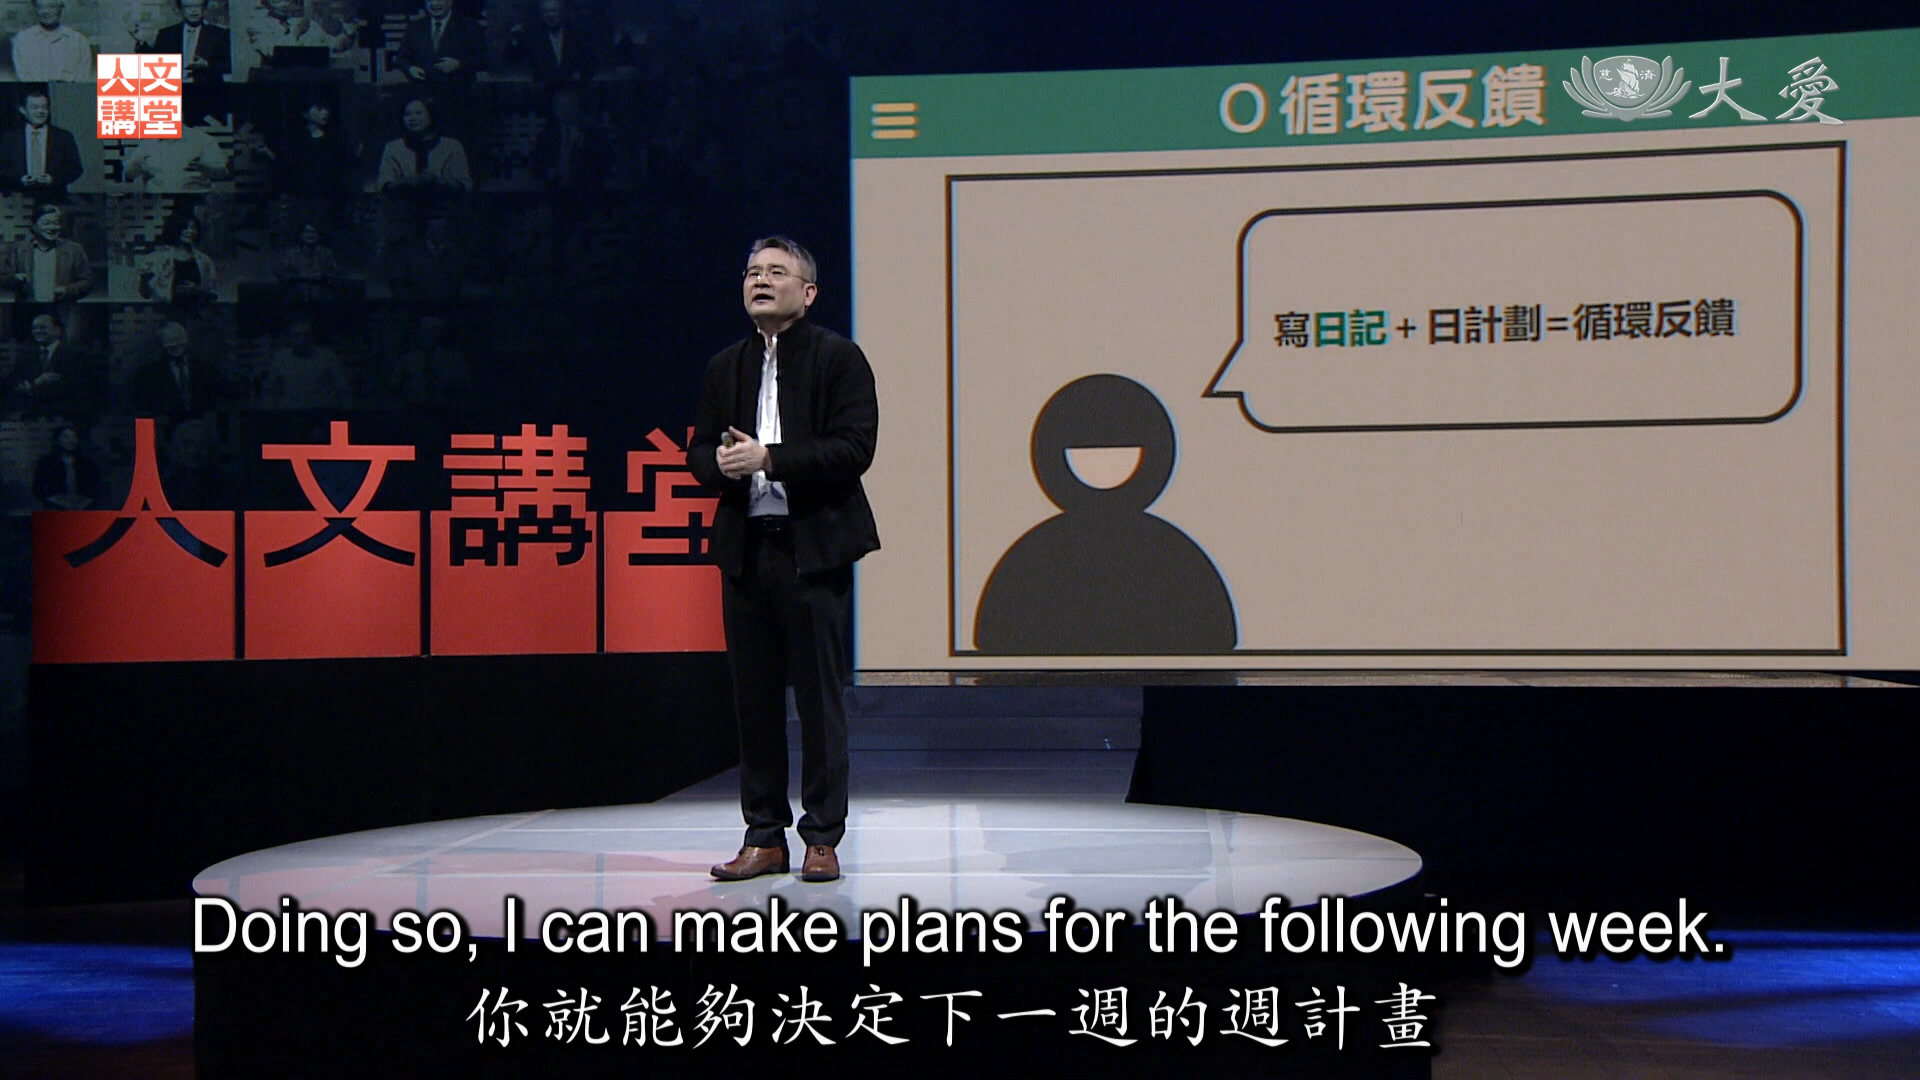 人文
講堂
O 循環反饋
慈濟
大愛
寫日記 + 日計劃=循環反饋
人文講堂
Doing so, I can make plans for the following week.
你就能夠決定下一週的週計畫